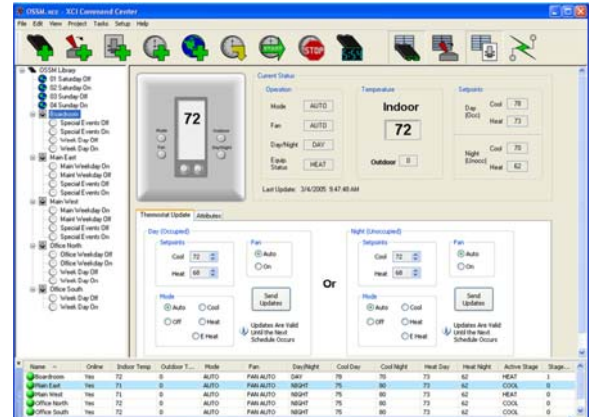 OSSM.xcc - XCI Command Center
File Edit View Project Tasks Setup Help
START
STOP
OSSM Library
01 Saturday Off
02 Saturday On
03 Sunday Off
04 Sunday On
Boardroom
Special Events Off
Special Events On
Week Day Off
Week Day On
Main East
Main Weekday On
Maint Weekday Off
Special Events Off
Special Events On
Main West
Main Weekday On
Maint Weekday Off
Special Events Off
Special Events On
Office North
Office Weekday Off
Office Weekday On
Week Day Off
Week Day On
Office South
Week Day Off
Week Day On
72
Mode
Fan
Indoor
Day/Night
Current Status
Operation
Mode AUTO
Fan AUTO
Day/Night DAY
Equip Status HEAT
Temperature
Indoor
72
Outdoor 0
Setpoints
Day (Occ) Cool 78
Heat 73
Night (Unocc) Cool 70
Heat 62
Last Update: 3/4/2005 9:47:40 AM
Thermostat Update Attributes
Day (Occupied)
Setpoints
Cool 72
Heat 68
Fan
Auto
On
Mode
Auto Cool
Off Heat
E Heat
Send Updates
Updates Are Valid
Until the Next
Schedule Occurs
Or
Night (Unoccupied)
Setpoints
Cool 72
Heat 68
Fan
Auto
On
Mode
Auto Cool
Off Heat
E Heat
Send Updates
Updates Are Valid
Until the Next
Schedule Occurs
Name Online Indoor Temp Outdoor T... Mode Fan Day/Night Cool Day Cool Night Heat Day Heat Night Active Stage Stage...
Boardroom Yes 72 0 AUTO FAN AUTO DAY 78 70 73 62 HEAT 1
Main East Yes 71 0 AUTO FAN AUTO NIGHT 75 80 73 62 COOL 0
Main West Yes 71 0 AUTO FAN AUTO NIGHT 75 80 73 62 HEAT 0
Office North Yes 72 0 AUTO FAN AUTO NIGHT 75 80 73 62 COOL 0
Office South Yes 72 0 AUTO FAN AUTO NIGHT 75 80 73 62 COOL 0